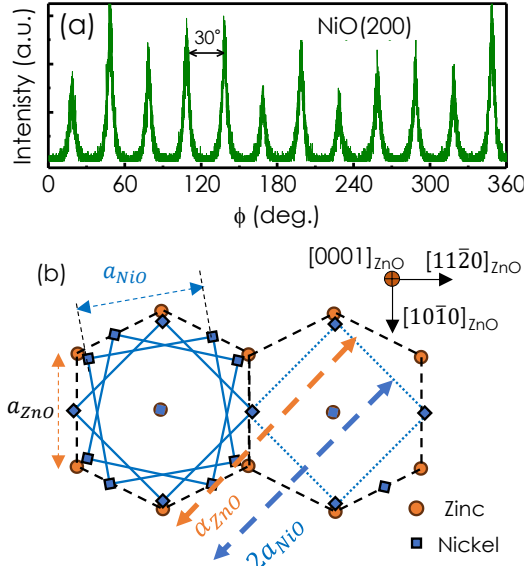 (a)
NiO(200)
30°
Intenisty (a.u.)
0 60 120 180 240 300 360
ϕ (deg.)
(b)
a_NiO
[0001]_ZnO
[112̄0]_ZnO
[101̄0]_ZnO
a_ZnO
a_ZnO
2a_NiO
Zinc
Nickel